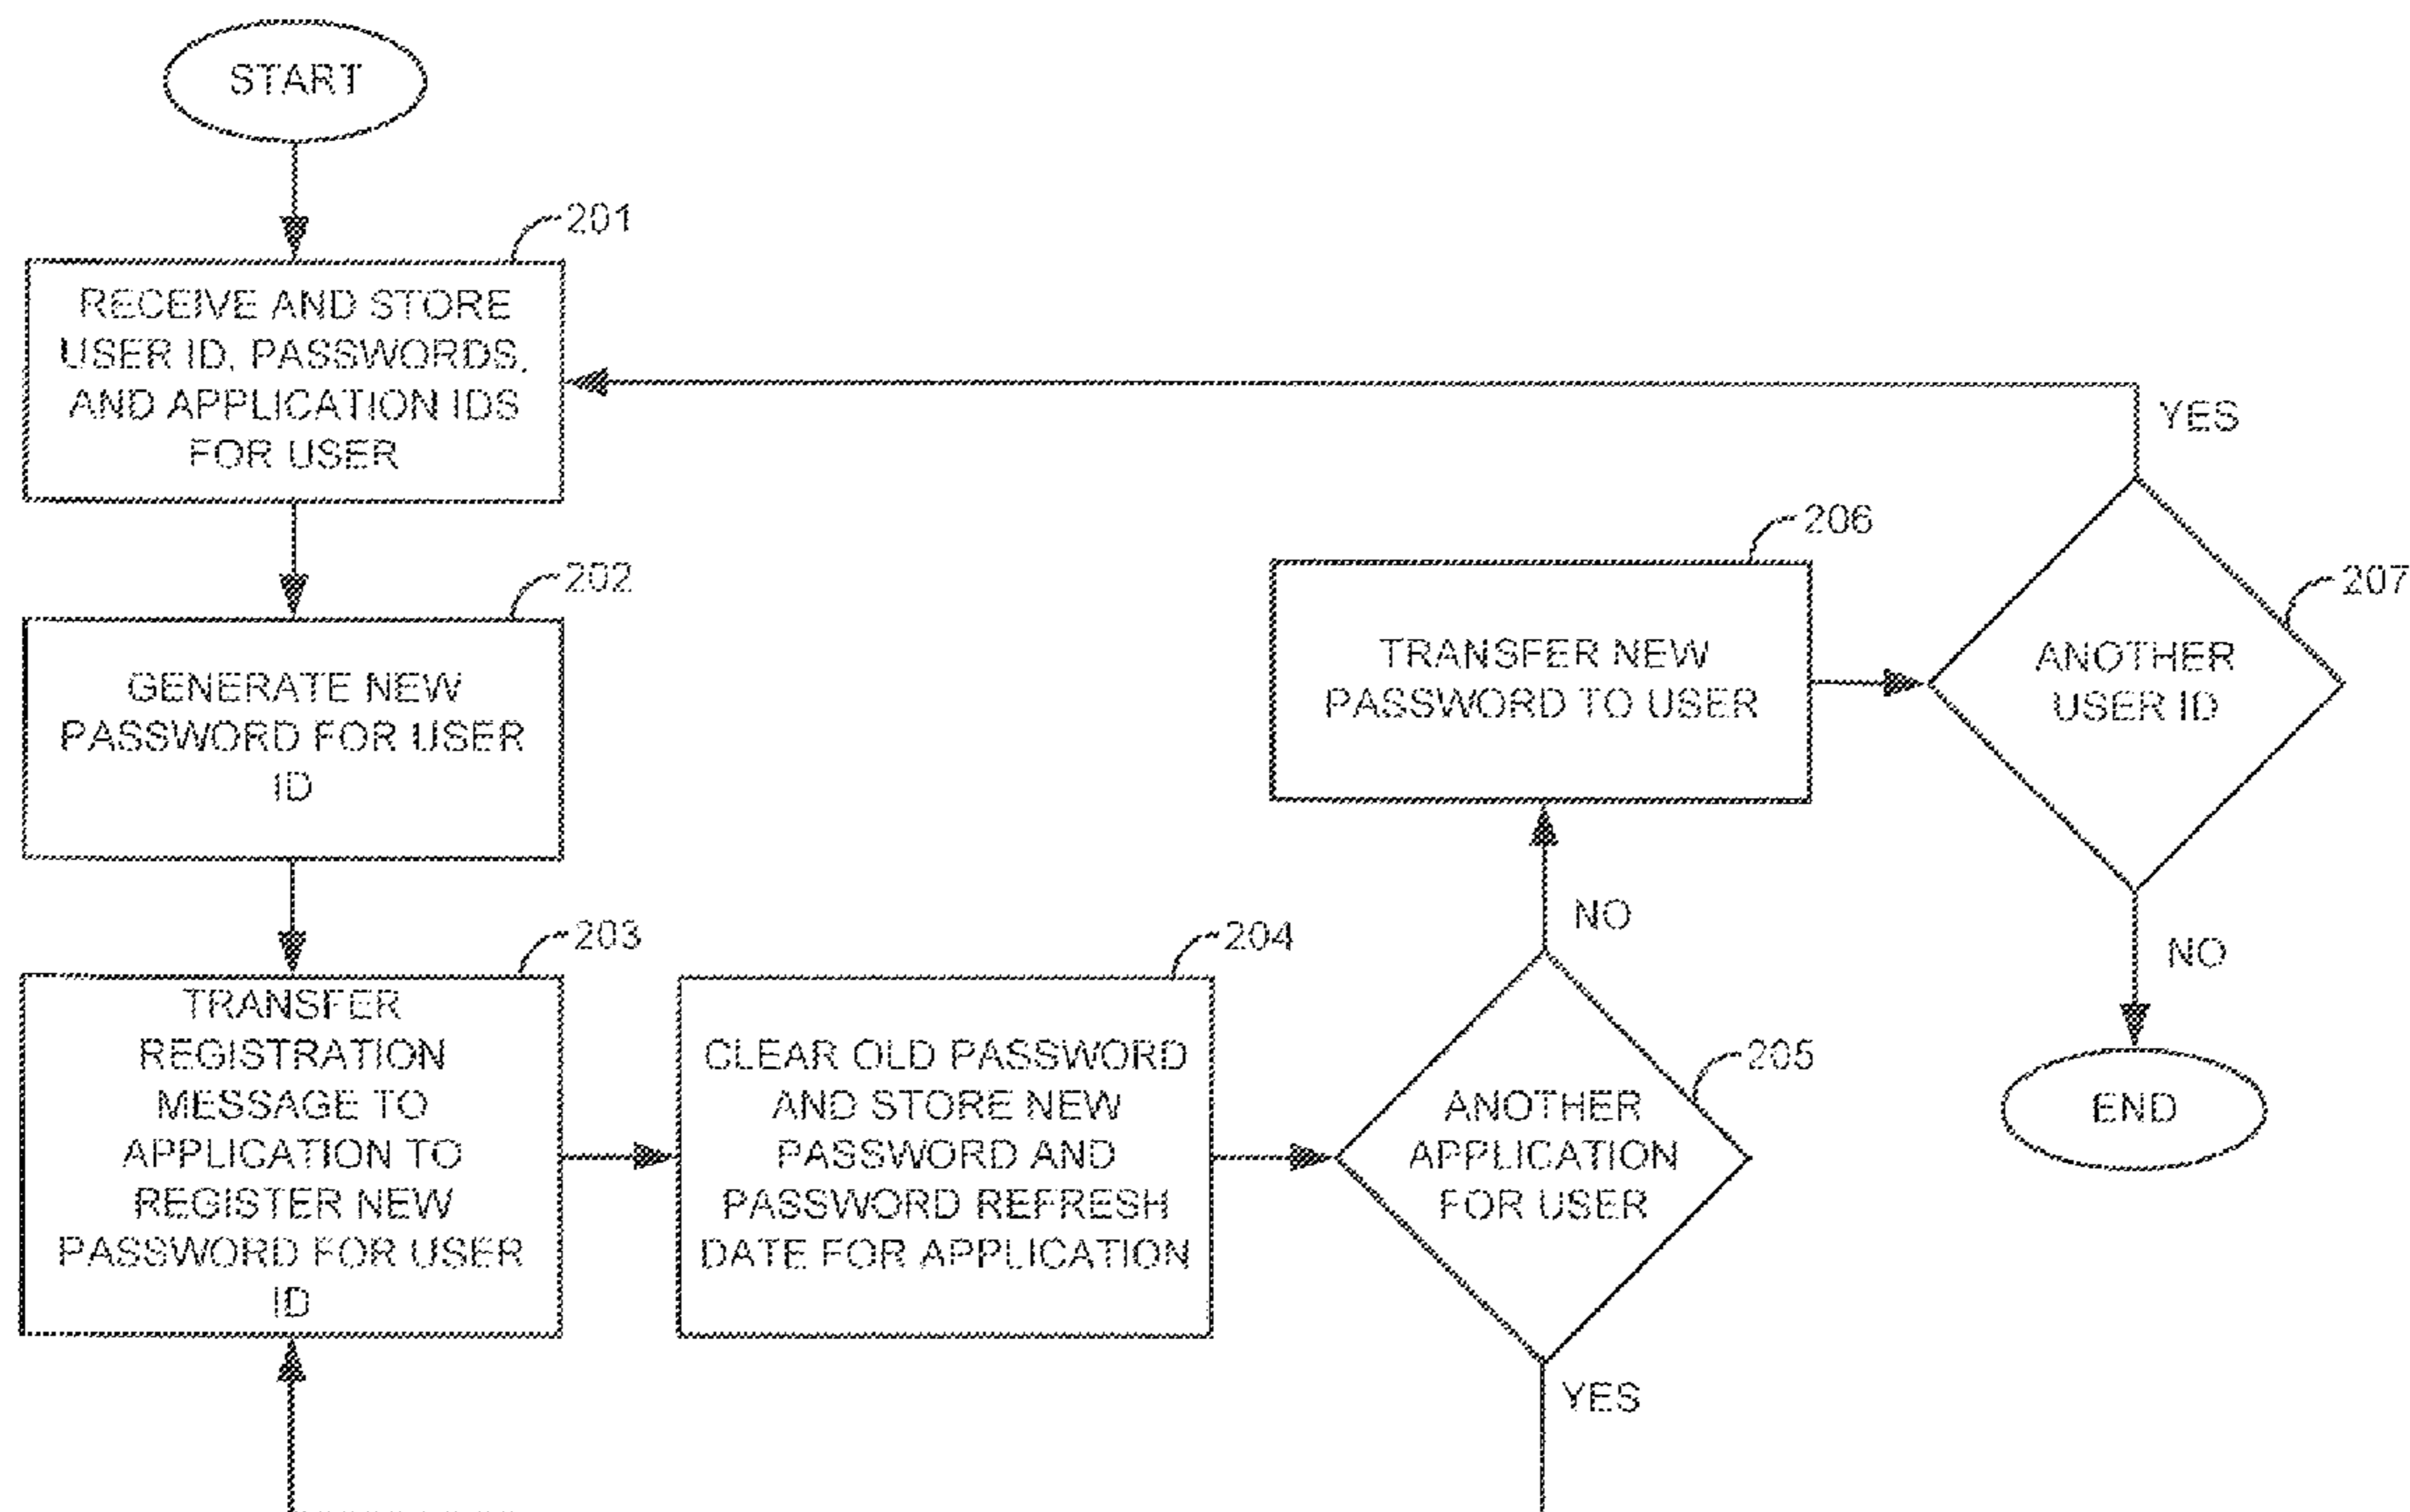 START
201
RECEIVE AND STORE
USER ID, PASSWORDS,
AND APPLICATION IDS
FOR USER
202
GENERATE NEW
PASSWORD FOR USER
ID
203
TRANSFER
REGISTRATION
MESSAGE TO
APPLICATION TO
REGISTER NEW
PASSWORD FOR USER
ID
204
CLEAR OLD PASSWORD
AND STORE NEW
PASSWORD AND
PASSWORD REFRESH
DATE FOR APPLICATION
205
ANOTHER
APPLICATION
FOR USER
YES
NO
206
TRANSFER NEW
PASSWORD TO USER
207
ANOTHER
USER ID
YES
NO
END